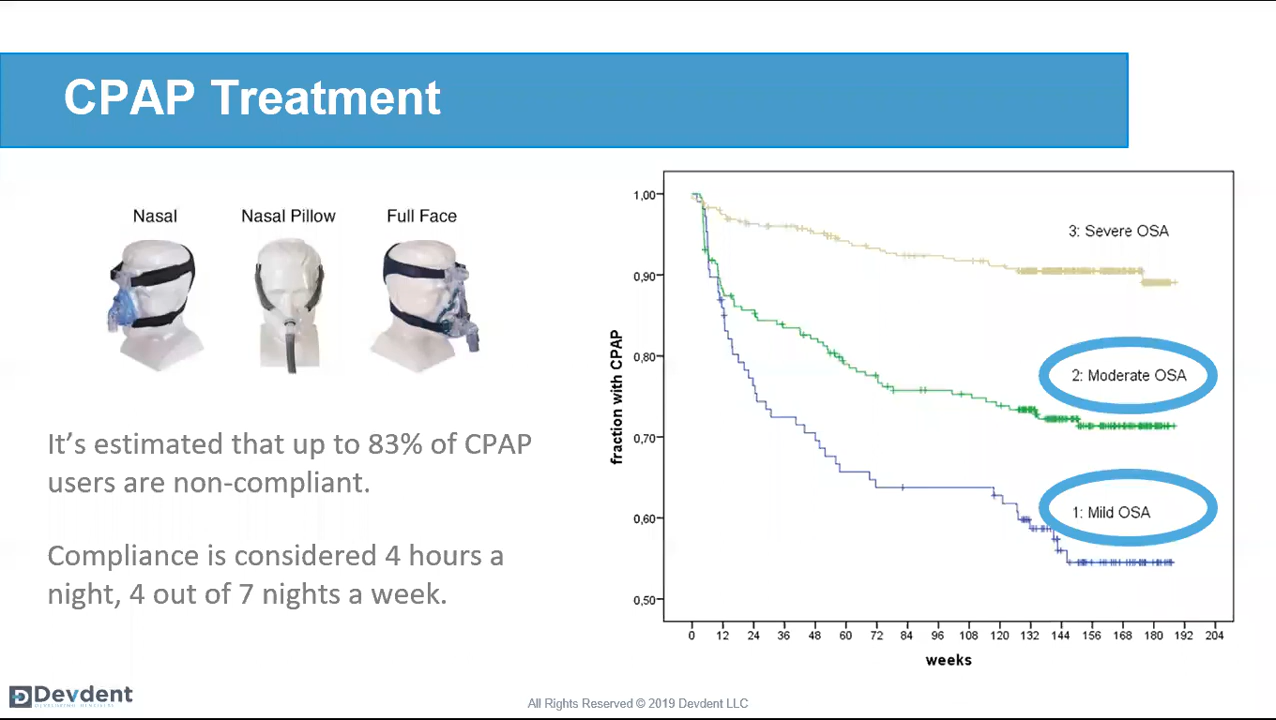 CPAP Treatment
Nasal
Nasal Pillow
Full Face
It’s estimated that up to 83% of CPAP
users are non-compliant.
Compliance is considered 4 hours a
night, 4 out of 7 nights a week.
fraction with CPAP
1,00
0,90
0,80
0,70
0,60
0,50
3: Severe OSA
2: Moderate OSA
1: Mild OSA
0 12 24 36 48 60 72 84 96 108 120 132 144 156 168 180 192 204
weeks
Devdent
All Rights Reserved © 2019 Devdent LLC